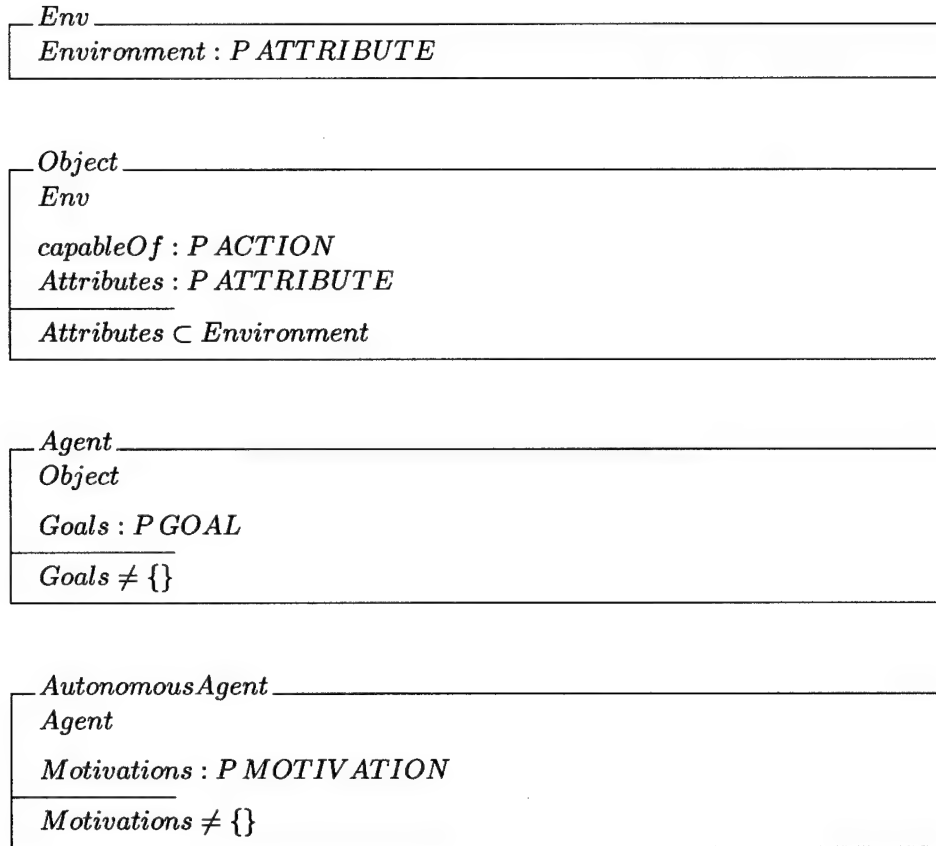 Env
Environment : P ATTRIBUTE
Object
Env
capableOf : P ACTION
Attributes : P ATTRIBUTE
Attributes ⊂ Environment
Agent
Object
Goals : P GOAL
Goals ≠ {}
AutonomousAgent
Agent
Motivations : P MOTIVATION
Motivations ≠ {}